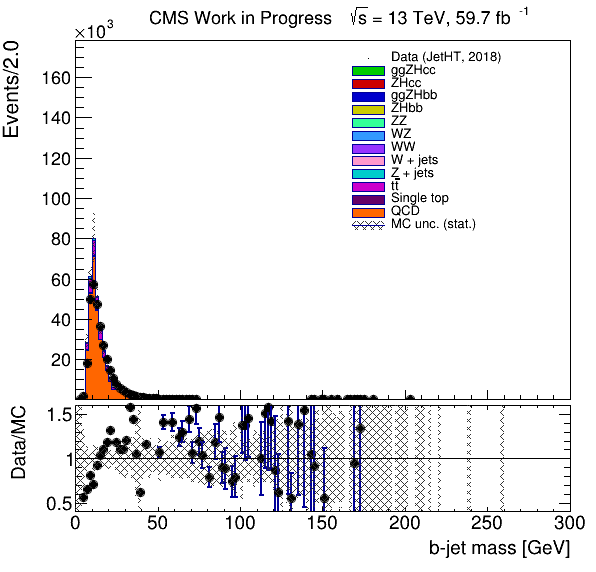 CMS Work in Progress √s = 13 TeV, 59.7 fb⁻¹
×10³
Events/2.0
160
140
120
100
80
60
40
20
Data (JetHT, 2018)
ggZHcc
ZHcc
ggZHbb
ZHbb
ZZ
WZ
WW
W + jets
Z + jets
tt̅
Single top
QCD
MC unc. (stat.)
Data/MC
1.5
1
0.5
0 50 100 150 200 250 300
b-jet mass [GeV]